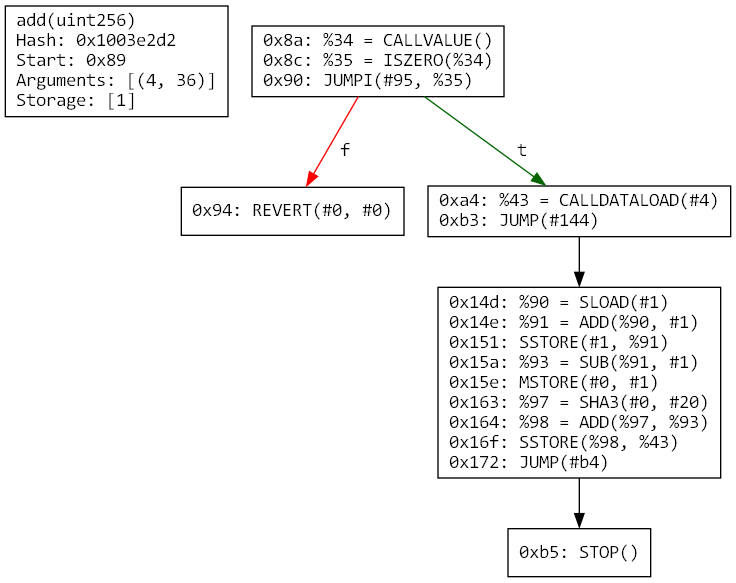 add(uint256)
Hash: 0x1003e2d2
Start: 0x89
Arguments: [(4, 36)]
Storage: [1]
0x8a: %34 = CALLVALUE()
0x8c: %35 = ISZERO(%34)
0x90: JUMPI(#95, %35)
f
t
0x94: REVERT(#0, #0)
0xa4: %43 = CALLDATALOAD(#4)
0xb3: JUMP(#144)
0x14d: %90 = SLOAD(#1)
0x14e: %91 = ADD(%90, #1)
0x151: SSTORE(#1, %91)
0x15a: %93 = SUB(%91, #1)
0x15e: MSTORE(#0, #1)
0x163: %97 = SHA3(#0, #20)
0x164: %98 = ADD(%97, %93)
0x16f: SSTORE(%98, %43)
0x172: JUMP(#b4)
0xb5: STOP()